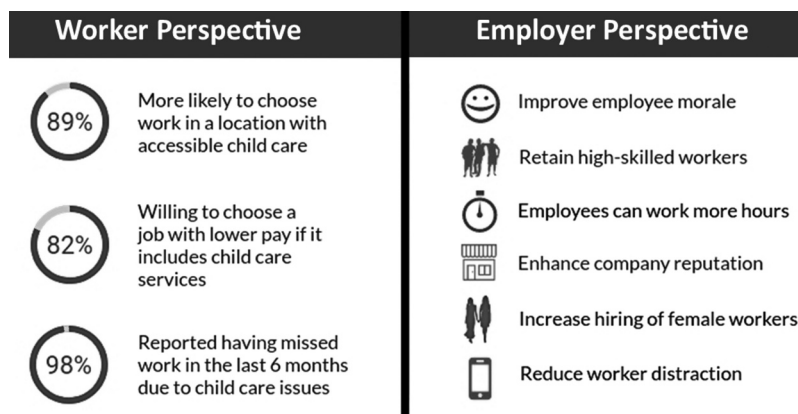 Worker Perspective
89%
More likely to choose
work in a location with
accessible child care
82%
Willing to choose a
job with lower pay if it
includes child care
services
98%
Reported having missed
work in the last 6 months
due to child care issues
Employer Perspective
Improve employee morale
Retain high-skilled workers
Employees can work more hours
Enhance company reputation
Increase hiring of female workers
Reduce worker distraction